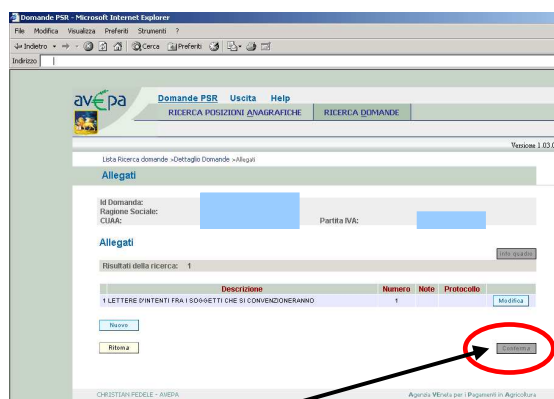 Domande PSR - Microsoft Internet Explorer
File Modifica Visualizza Preferiti Strumenti ?
Indietro Cerca Preferiti
Indirizzo
avepa Domande PSR Uscita Help
RICERCA POSIZIONI ANAGRAFICHE RICERCA DOMANDE
Versione 1.03.0
Lista Ricerca domande »Dettaglio Domande »Allegati
Allegati
Id Domanda:
Ragione Sociale:
CUAA: Partita IVA:
Allegati
Info quadro
Risultati della ricerca: 1
Descrizione Numero Note Protocollo
1 LETTERE D'INTENTI FRA I SOGGETTI CHE SI CONVENZIONERANNO 1 Modifica
Nuovo
Ritorna Conferma
CHRISTIAN FEDELE - AVEPA Agenzia VEneta per i Pagamenti in Agricoltura